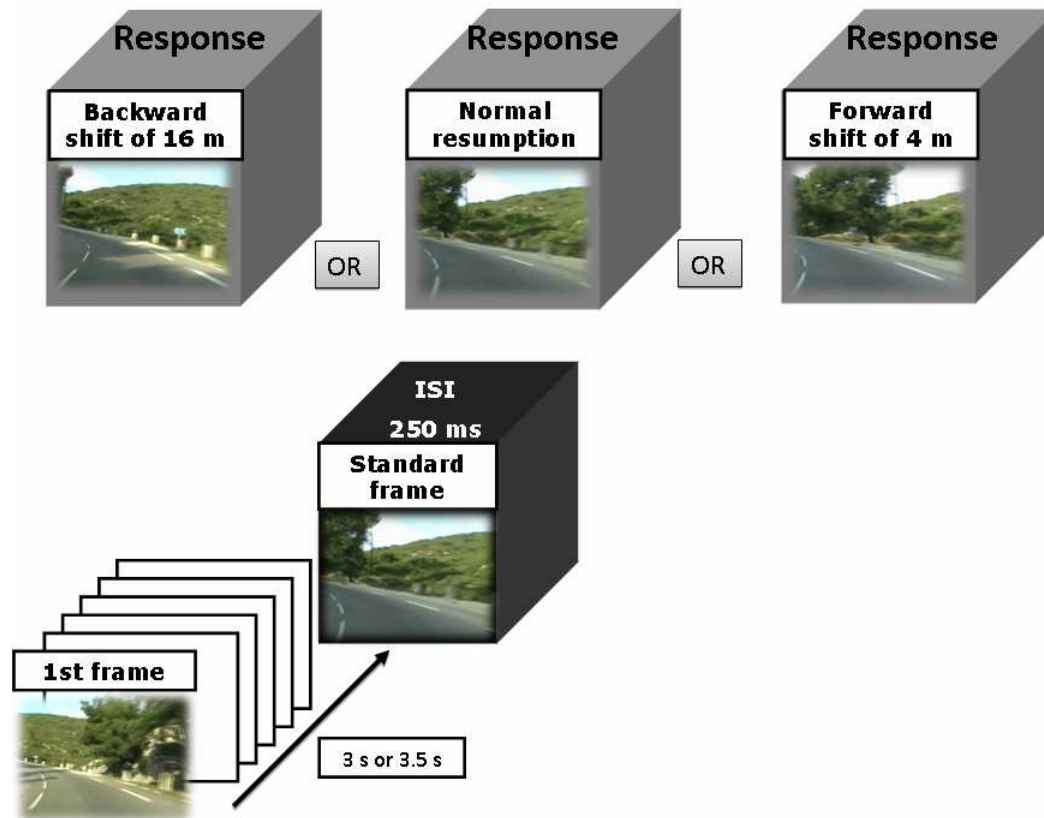 Response
Response
Response
Backward
shift of 16 m
Normal
resumption
Forward
shift of 4 m
OR
OR
ISI
250 ms
Standard
frame
1st frame
3 s or 3.5 s